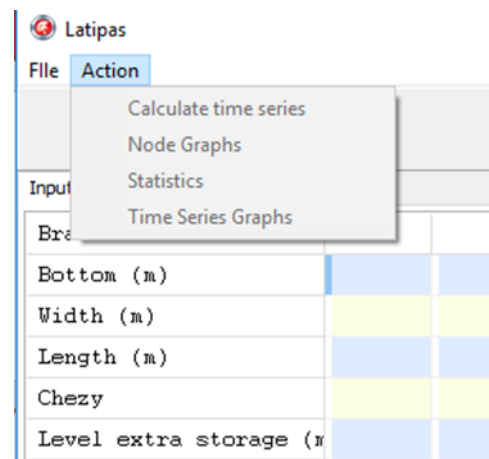 Latipas
FIle Action
Calculate time series
Node Graphs
Statistics
Time Series Graphs
Bottom (m)
Width (m)
Length (m)
Chezy
Level extra storage